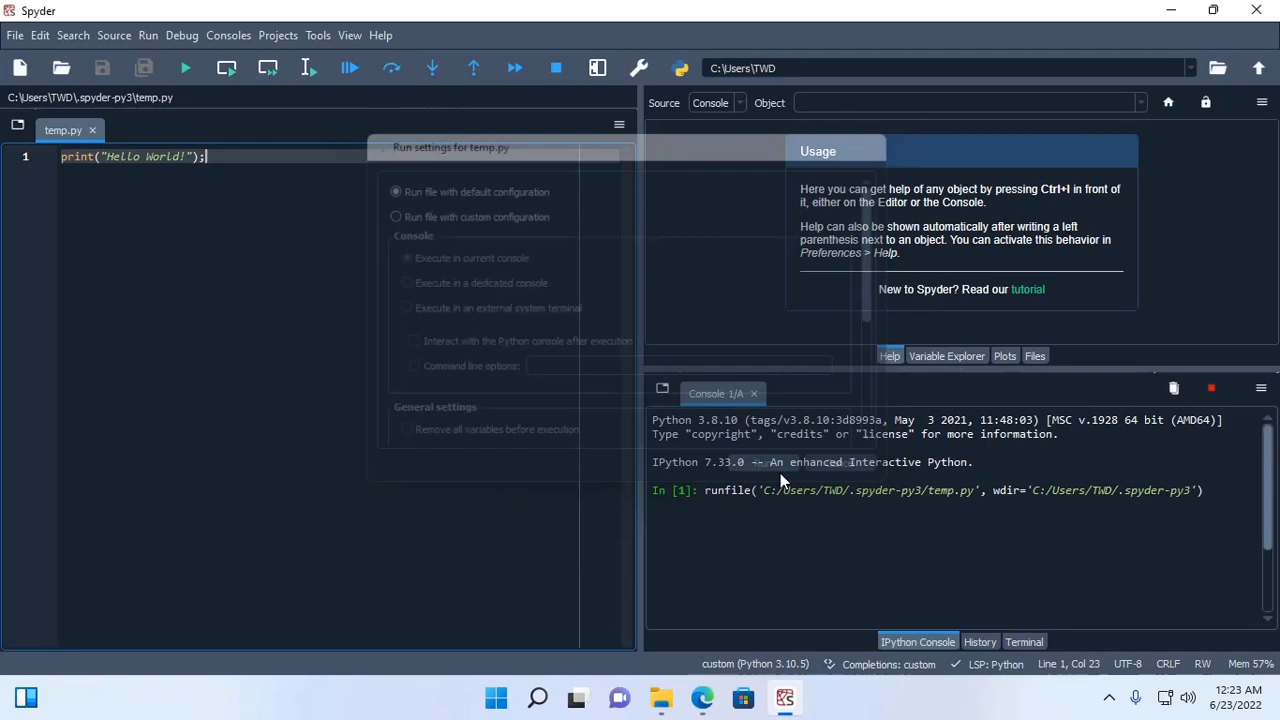 Spyder
File Edit Search Source Run Debug Consoles Projects Tools View Help
C:\Users\TWD
C:\Users\TWD\.spyder-py3\temp.py
Source Console Object
temp.py
1 print("Hello World!");
Run settings for temp.py
Run file with default configuration
Run file with custom configuration
Console
Execute in current console
Execute in a dedicated console
Execute in an external system terminal
Interact with the Python console after execution
Command line options:
General settings
Remove all variables before execution
Usage
Here you can get help of any object by pressing Ctrl+I in front of
it, either on the Editor or the Console.
Help can also be shown automatically after writing a left
parenthesis next to an object. You can activate this behavior in
Preferences > Help.
New to Spyder? Read our tutorial
Help Variable Explorer Plots Files
Console 1/A
Python 3.8.10 (tags/v3.8.10:3d8993a, May 3 2021, 11:48:03) [MSC v.1928 64 bit (AMD64)]
Type "copyright", "credits" or "license" for more information.
IPython 7.33.0 -- An enhanced Interactive Python.
In [1]: runfile('C:/Users/TWD/.spyder-py3/temp.py', wdir='C:/Users/TWD/.spyder-py3')
IPython Console History Terminal
custom (Python 3.10.5) Completions: custom LSP: Python Line 1, Col 23 UTF-8 CRLF RW Mem 57%
12:23 AM
6/23/2022